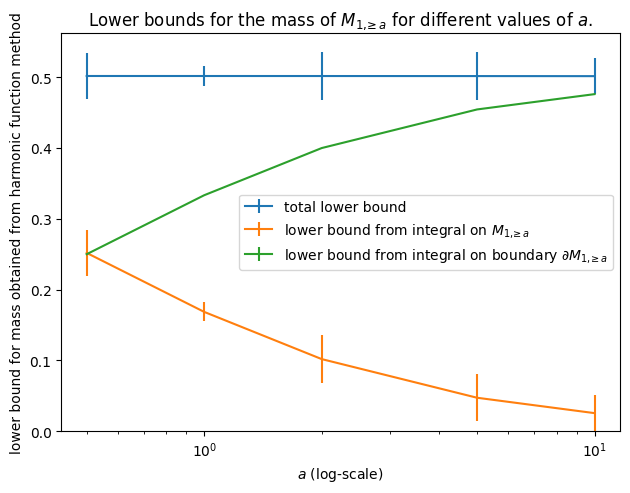 Lower bounds for the mass of $M_{1,\geq a}$ for different values of $a$.
lower bound for mass obtained from harmonic function method
0.5
0.4
0.3
0.2
0.1
0.0
total lower bound
lower bound from integral on $M_{1,\geq a}$
lower bound from integral on boundary $\partial M_{1,\geq a}$
$10^0$
$10^1$
$a$ (log-scale)